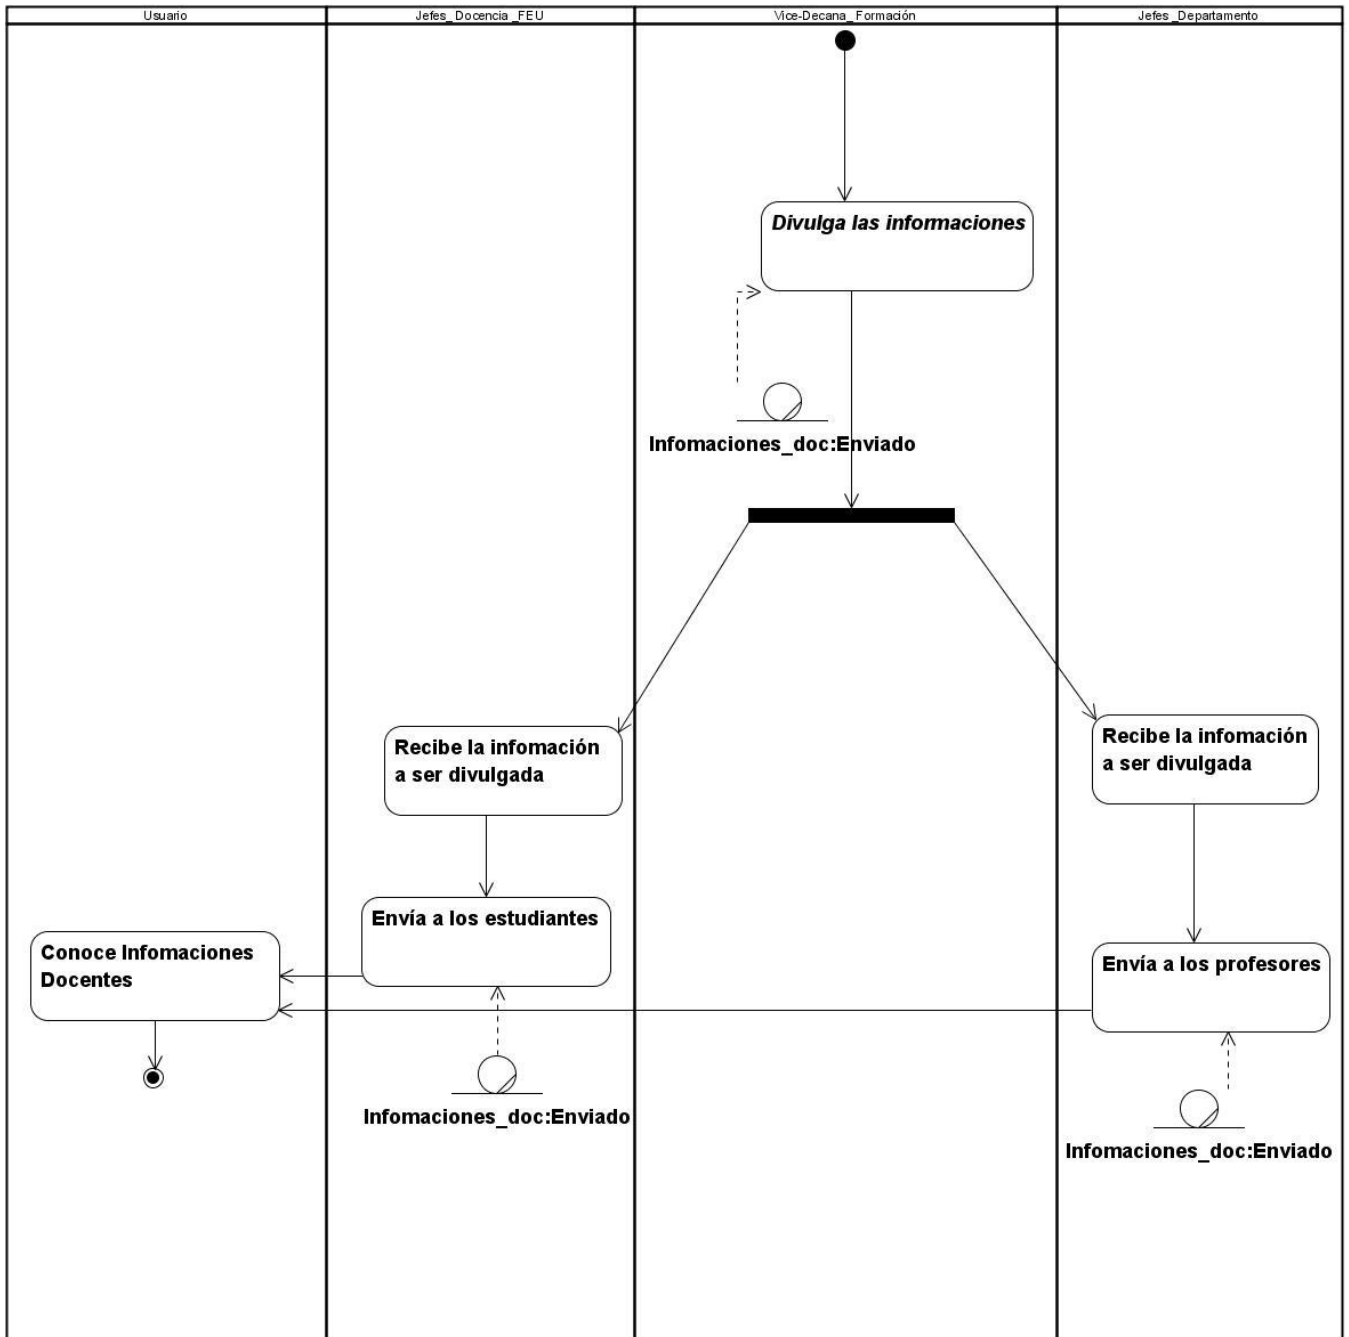 Usuario
Jefes_Docencia_FEU
Vice-Decana_Formación
Jefes_Departamento
Divulga las informaciones
Infomaciones_doc:Enviado
Recibe la infomación
a ser divulgada
Recibe la infomación
a ser divulgada
Envía a los estudiantes
Conoce Infomaciones
Docentes
Envía a los profesores
Infomaciones_doc:Enviado
Infomaciones_doc:Enviado